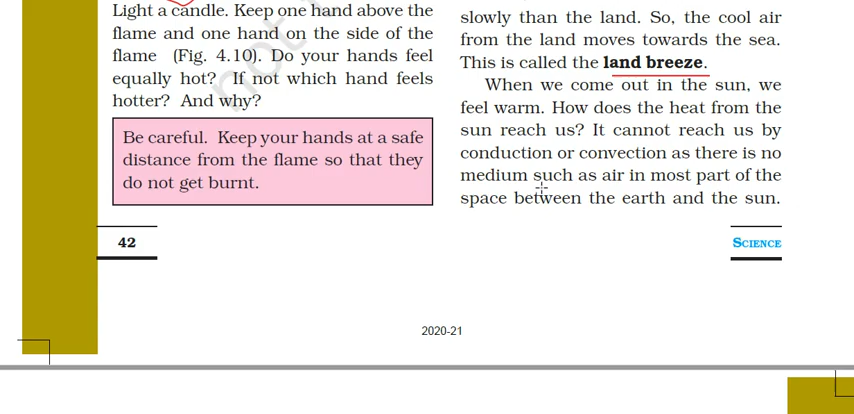 Light a candle. Keep one hand above the
flame and one hand on the side of the
flame (Fig. 4.10). Do your hands feel
equally hot? If not which hand feels
hotter? And why?
Be careful. Keep your hands at a safe
distance from the flame so that they
do not get burnt.
42
slowly than the land. So, the cool air
from the land moves towards the sea.
This is called the land breeze.
When we come out in the sun, we
feel warm. How does the heat from the
sun reach us? It cannot reach us by
conduction or convection as there is no
medium such as air in most part of the
space between the earth and the sun.
SCIENCE
2020-21
not